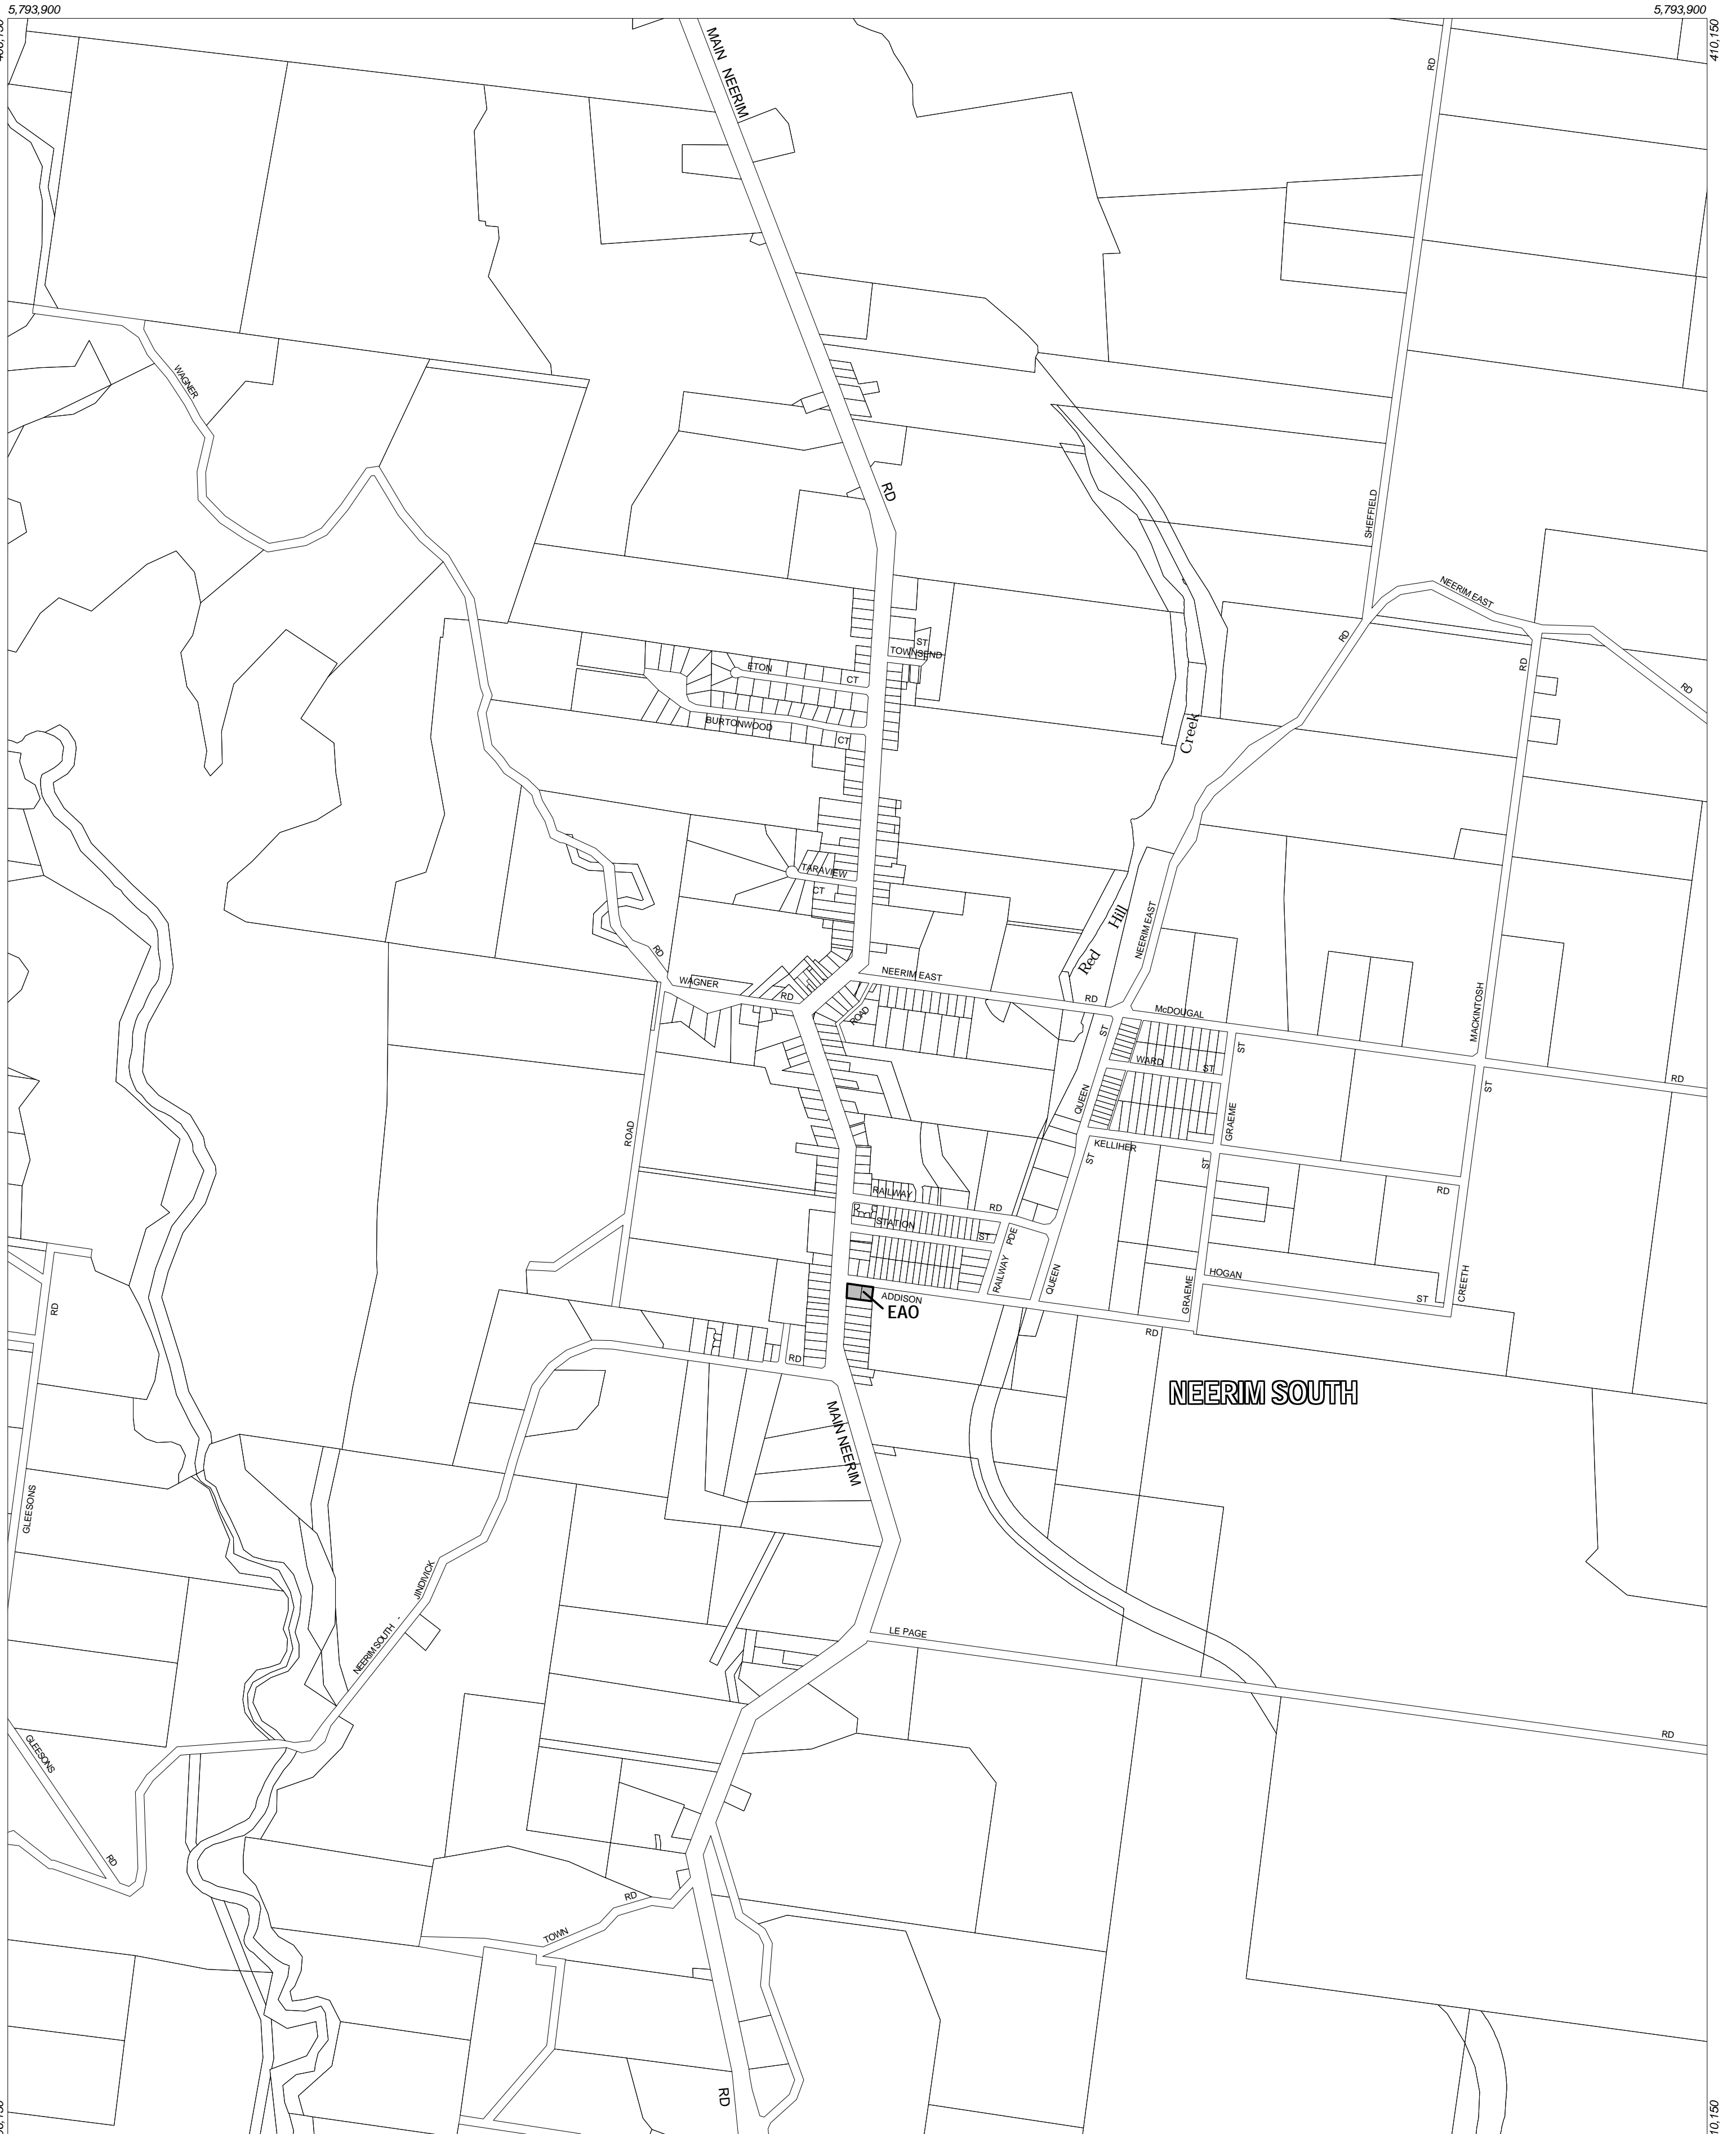 5,793,900
5,793,900
410,150
MAIN NEERIM
RD
WAGNER
RD
SHEFFIELD
NEERIM EAST
RD
RD
RD
ST
TOWNSEND
ETON
CT
BURTONWOOD
CT
Creek
TARAVIEW
CT
Hill
Red
NEERIM EAST
RD
WAGNER
RD
NEERIM EAST
RD
ROAD
McDOUGAL
MACKINTOSH
ST
ST
WARD
ST
RD
ST
QUEEN
GRAEME
ROAD
KELLIHER
ST
ST
RD
RAILWAY
RD
STATION
ST
PDE
RAILWAY
QUEEN
HOGAN
ST
GRAEME
CREETH
RD
ADDISON
EAO
RD
RD
NEERIM SOUTH
MAIN NEERIM
GLEESONS
JINDIVICK
NEERIM SOUTH -
LE PAGE
RD
GLEESONS
RD
RD
TOWN
RD
10,150